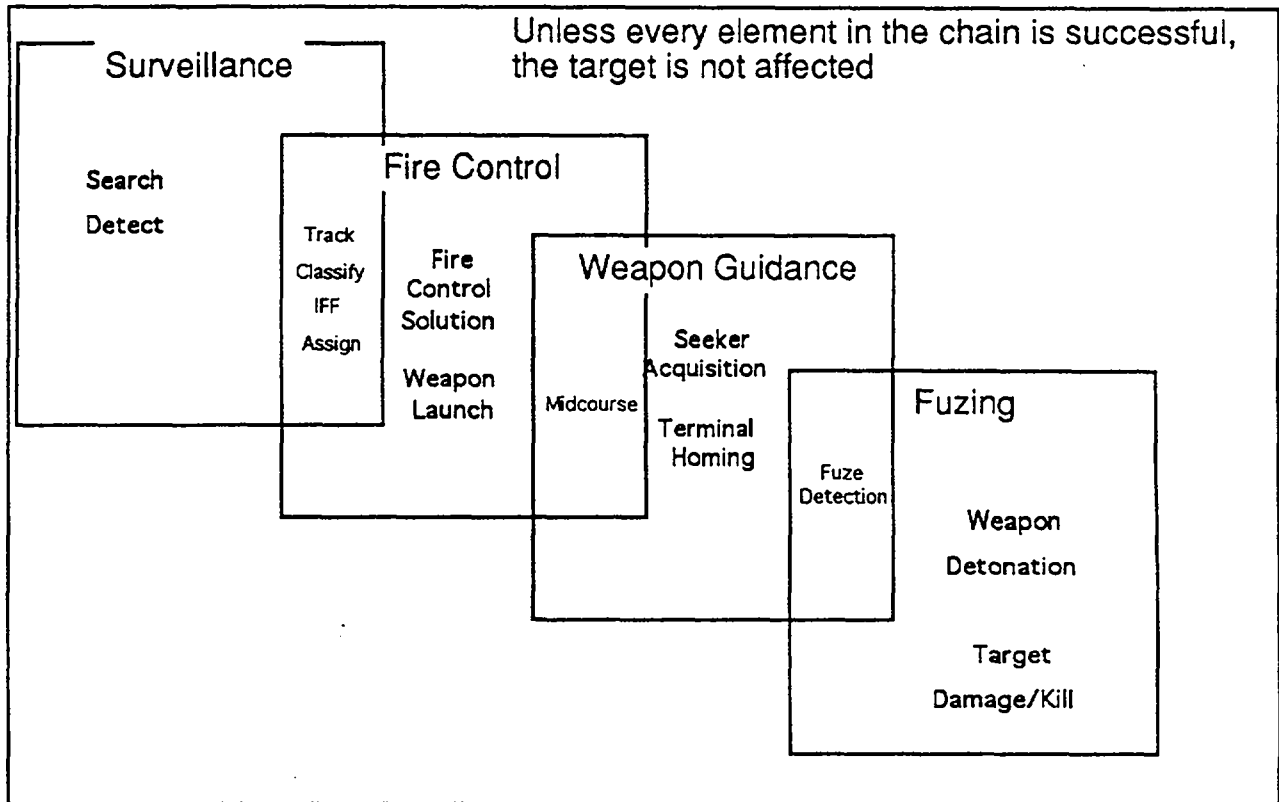 Unless every element in the chain is successful,
the target is not affected
Surveillance
Search
Detect
Fire Control
Track
Classify
IFF
Assign
Fire
Control
Solution
Weapon
Launch
Weapon Guidance
Midcourse
Seeker
Acquisition
Terminal
Homing
Fuzing
Fuze
Detection
Weapon
Detonation
Target
Damage/Kill